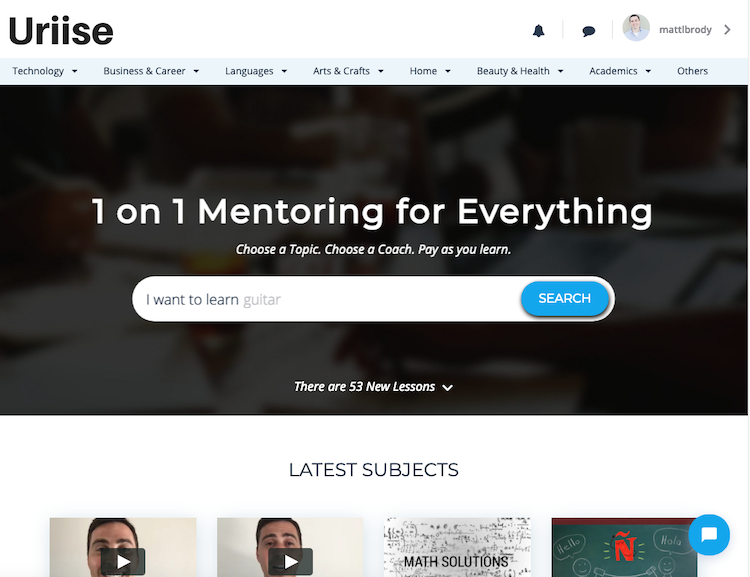 Uriise
mattlbrody
Technology Business & Career Languages Arts & Crafts Home Beauty & Health Academics Others
1 on 1 Mentoring for Everything
Choose a Topic. Choose a Coach. Pay as you learn.
I want to learn guitar SEARCH
There are 53 New Lessons
LATEST SUBJECTS
MATH SOLUTIONS
Hello Ñ Hola